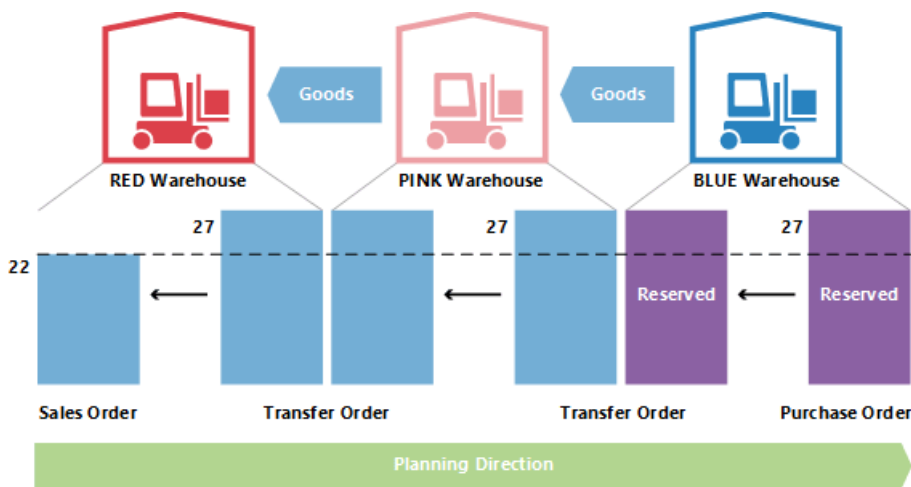 Goods
Goods
RED Warehouse
PINK Warehouse
BLUE Warehouse
27
27
27
22
Reserved
Reserved
Sales Order
Transfer Order
Transfer Order
Purchase Order
Planning Direction